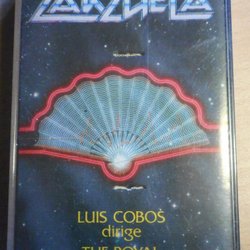 ZARZUELA
LUIS COBOS
dirige
THE ROYAL